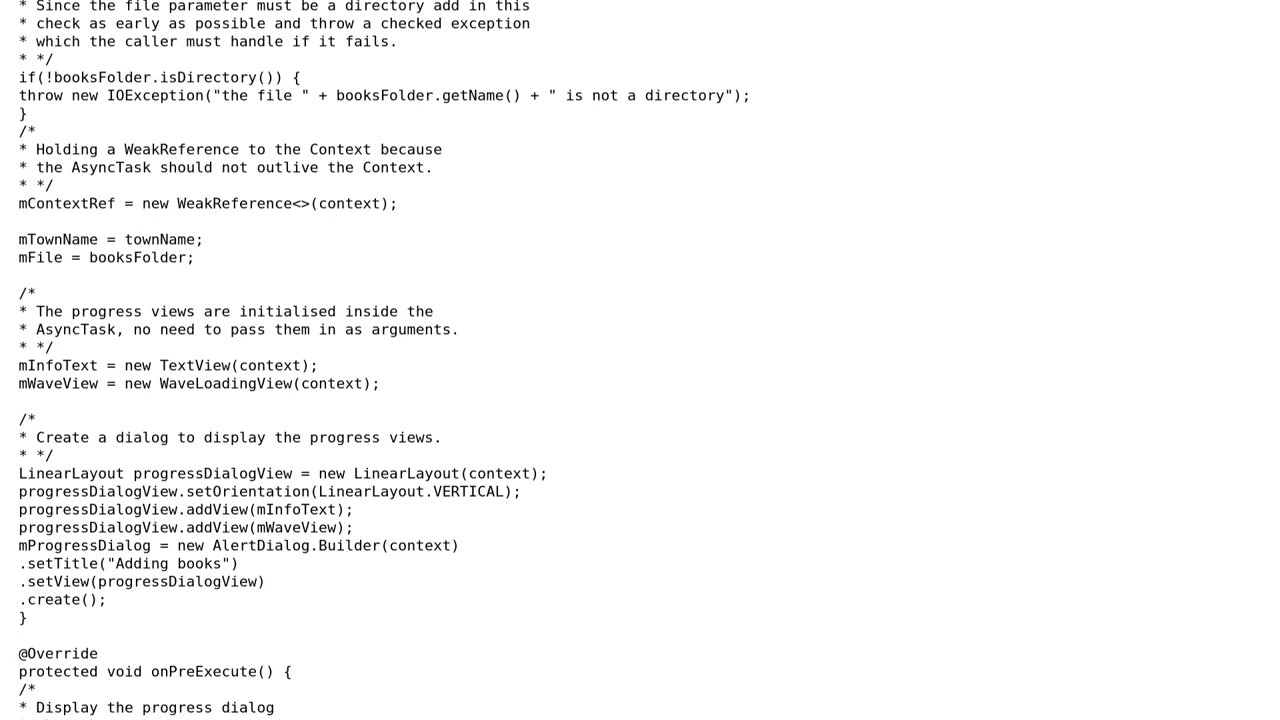 * Since the file parameter must be a directory add in this
* check as early as possible and throw a checked exception
* which the caller must handle if it fails.
* */
if(!booksFolder.isDirectory()) {
throw new IOException("the file " + booksFolder.getName() + " is not a directory");
}
/*
* Holding a WeakReference to the Context because
* the AsyncTask should not outlive the Context.
* */
mContextRef = new WeakReference<>(context);

mTownName = townName;
mFile = booksFolder;

/*
* The progress views are initialised inside the
* AsyncTask, no need to pass them in as arguments.
* */
mInfoText = new TextView(context);
mWaveView = new WaveLoadingView(context);

/*
* Create a dialog to display the progress views.
* */
LinearLayout progressDialogView = new LinearLayout(context);
progressDialogView.setOrientation(LinearLayout.VERTICAL);
progressDialogView.addView(mInfoText);
progressDialogView.addView(mWaveView);
mProgressDialog = new AlertDialog.Builder(context)
.setTitle("Adding books")
.setView(progressDialogView)
.create();
}

@Override
protected void onPreExecute() {
/*
* Display the progress dialog